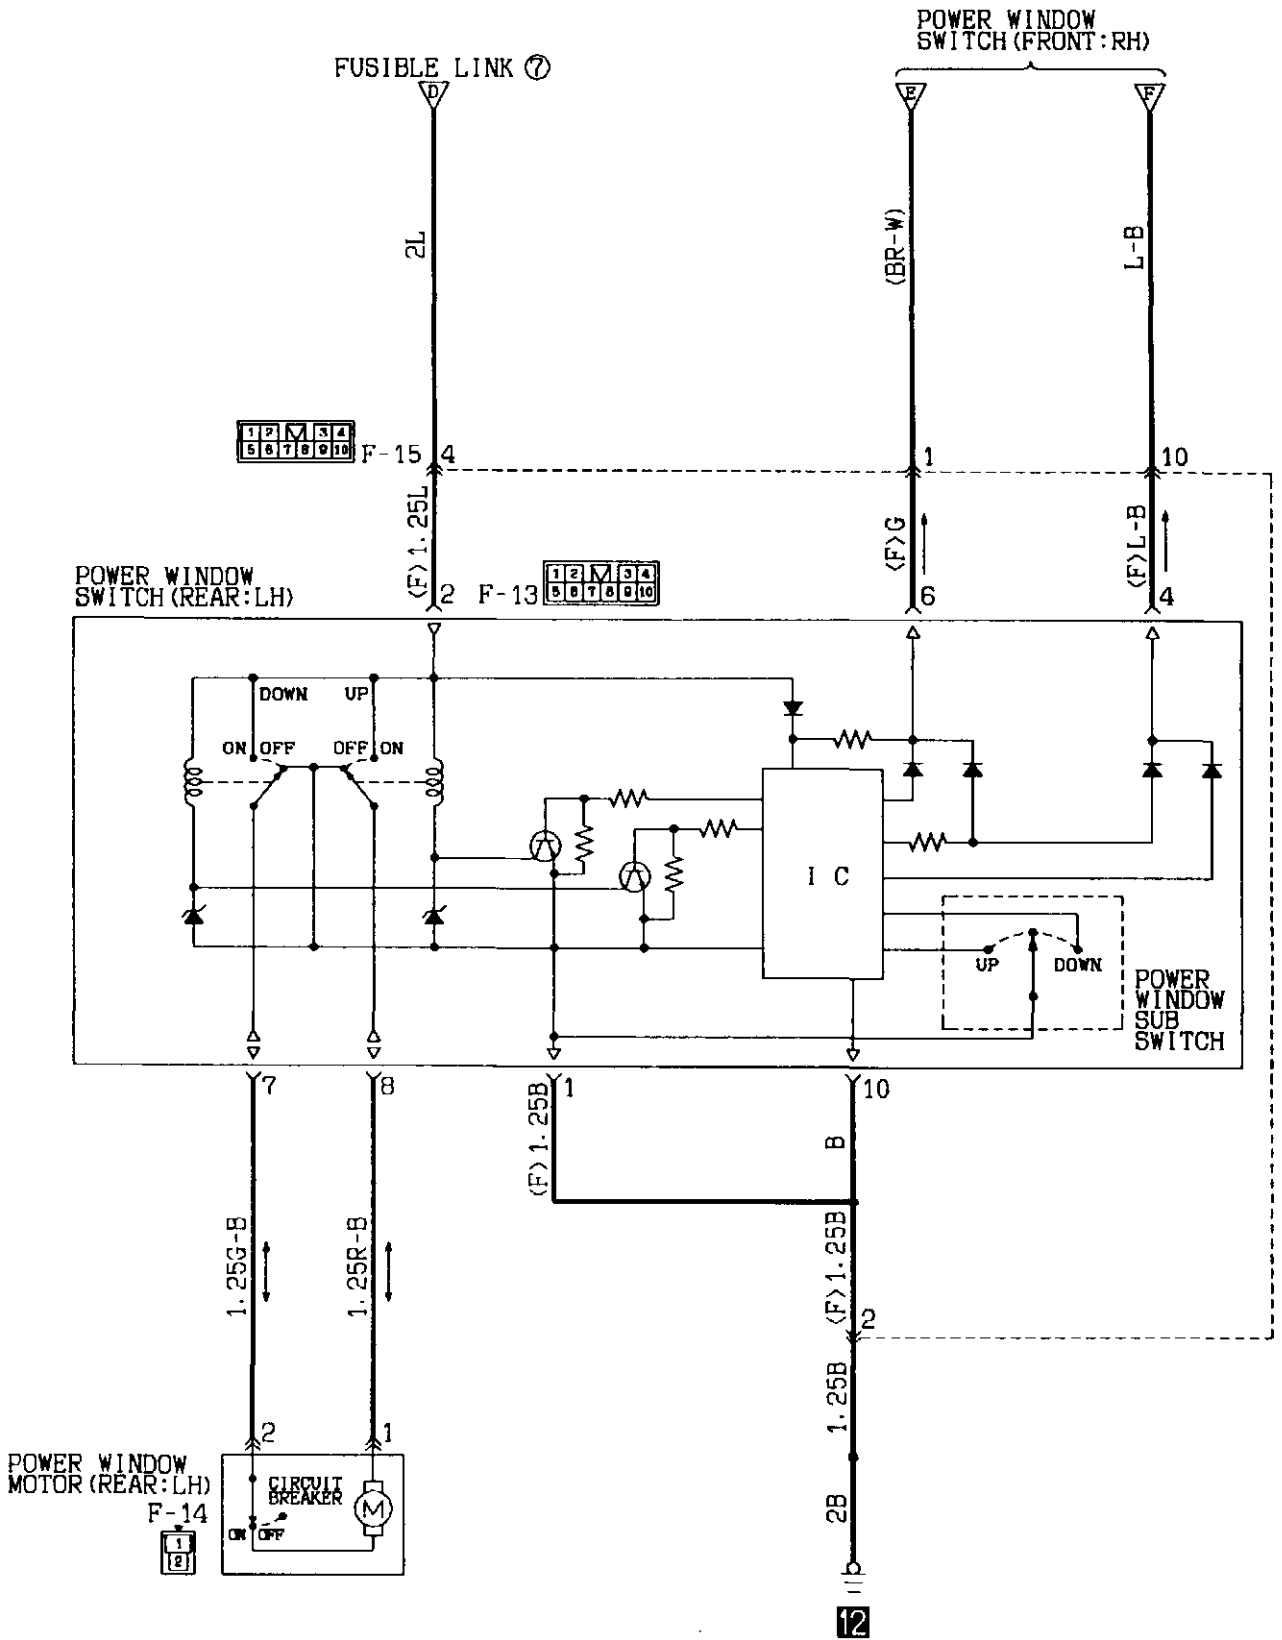 POWER WINDOW
SWITCH(FRONT:RH)
FUSIBLE LINK ⑦
D
E
F
2L
(BR-W)
L-B
1 2 3 4
5 6 7 8 9 10
F-15
4
1
10
(F)1.25L
(F)G
(F)L-B
POWER WINDOW
SWITCH(REAR:LH)
2
F-13
1 2 3 4
5 6 7 8 9 10
6
4
DOWN
UP
ON OFF
OFF ON
I C
UP
DOWN
POWER
WINDOW
SUB
SWITCH
7
8
1
10
(F)1.25B
B
1.25G-B
1.25R-B
(F)1.25B
2
1.25B
2
1
POWER WINDOW
MOTOR(REAR:LH)
F-14
1
2
CIRCUIT
BREAKER
ON OFF
M
2B
12